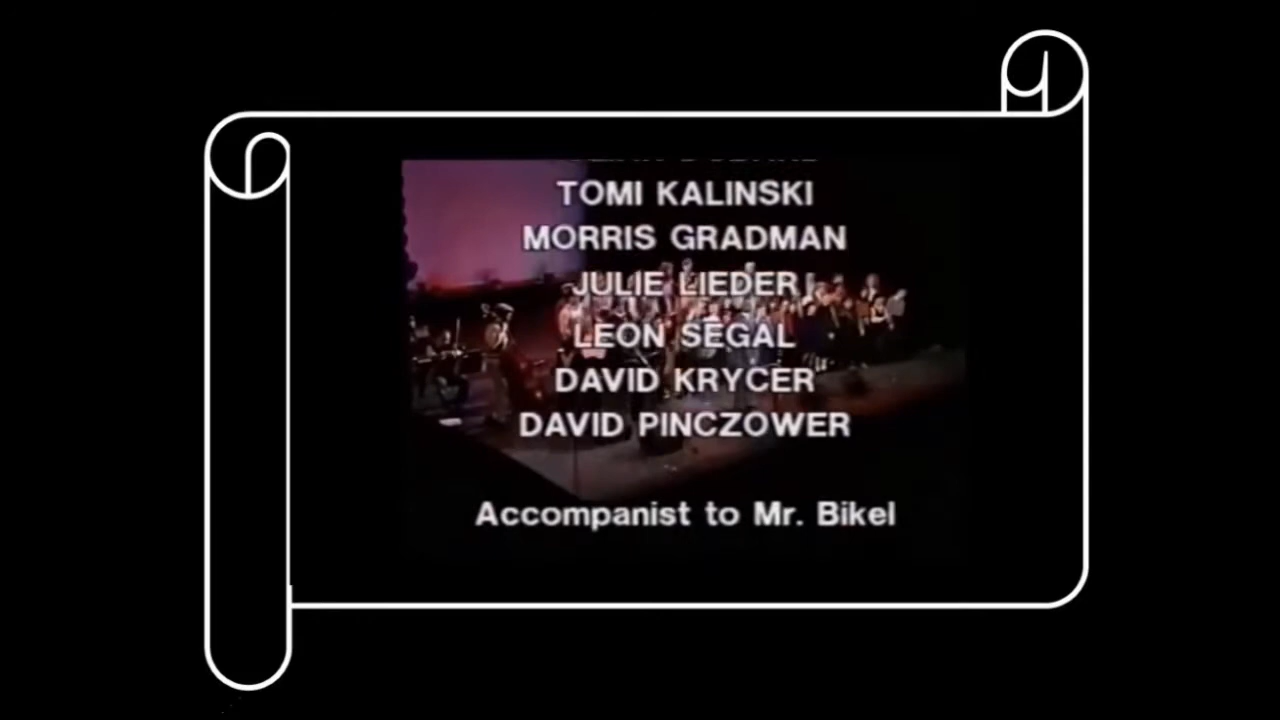 TOMI KALINSKI
MORRIS GRADMAN
JULIE LIEDER
LEON SEGAL
DAVID KRYCER
DAVID PINCZOWER
Accompanist to Mr. Bikel